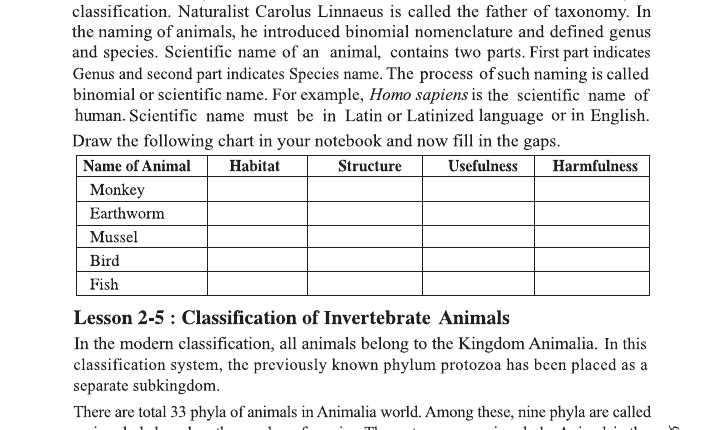 classification. Naturalist Carolus Linnaeus is called the father of taxonomy. In
the naming of animals, he introduced binomial nomenclature and defined genus
and species. Scientific name of an animal, contains two parts. First part indicates
Genus and second part indicates Species name. The process of such naming is called
binomial or scientific name. For example, Homo sapiens is the scientific name of
human. Scientific name must be in Latin or Latinized language or in English.
Draw the following chart in your notebook and now fill in the gaps.
Name of Animal Habitat Structure Usefulness Harmfulness
Monkey
Earthworm
Mussel
Bird
Fish
Lesson 2-5 : Classification of Invertebrate Animals
In the modern classification, all animals belong to the Kingdom Animalia. In this
classification system, the previously known phylum protozoa has been placed as a
separate subkingdom.
There are total 33 phyla of animals in Animalia world. Among these, nine phyla are called